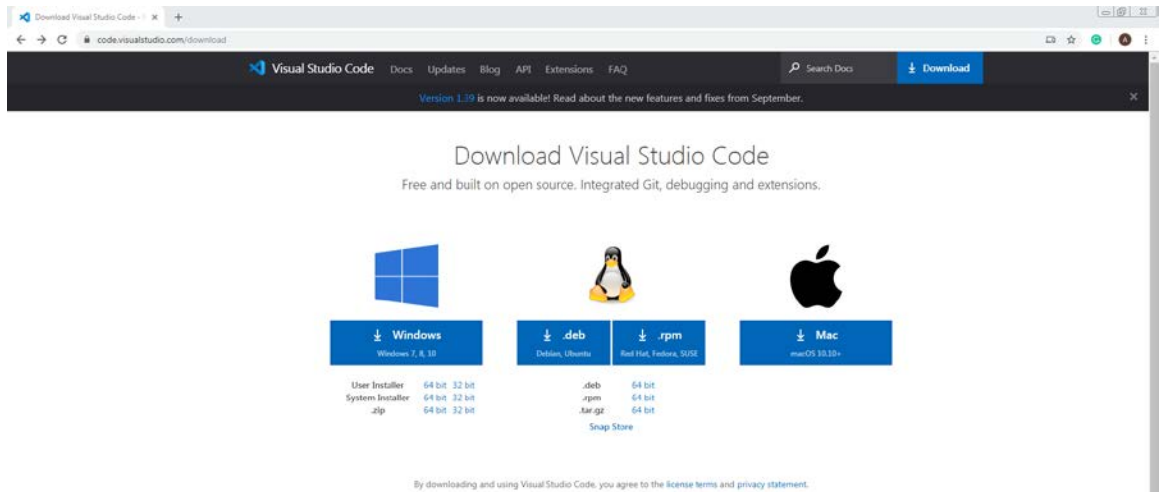 Download Visual Studio Code -
code.visualstudio.com/download
Visual Studio Code Docs Updates Blog API Extensions FAQ Search Docs Download
Version 1.39 is now available! Read about the new features and fixes from September.
Download Visual Studio Code
Free and built on open source. Integrated Git, debugging and extensions.
Windows
Windows 7, 8, 10
.deb
Debian, Ubuntu
.rpm
Red Hat, Fedora, SUSE
Mac
macOS 10.10+
User Installer 64 bit 32 bit
System Installer 64 bit 32 bit
.zip 64 bit 32 bit
.deb 64 bit
.rpm 64 bit
.tar.gz 64 bit
Snap Store
By downloading and using Visual Studio Code, you agree to the license terms and privacy statement.